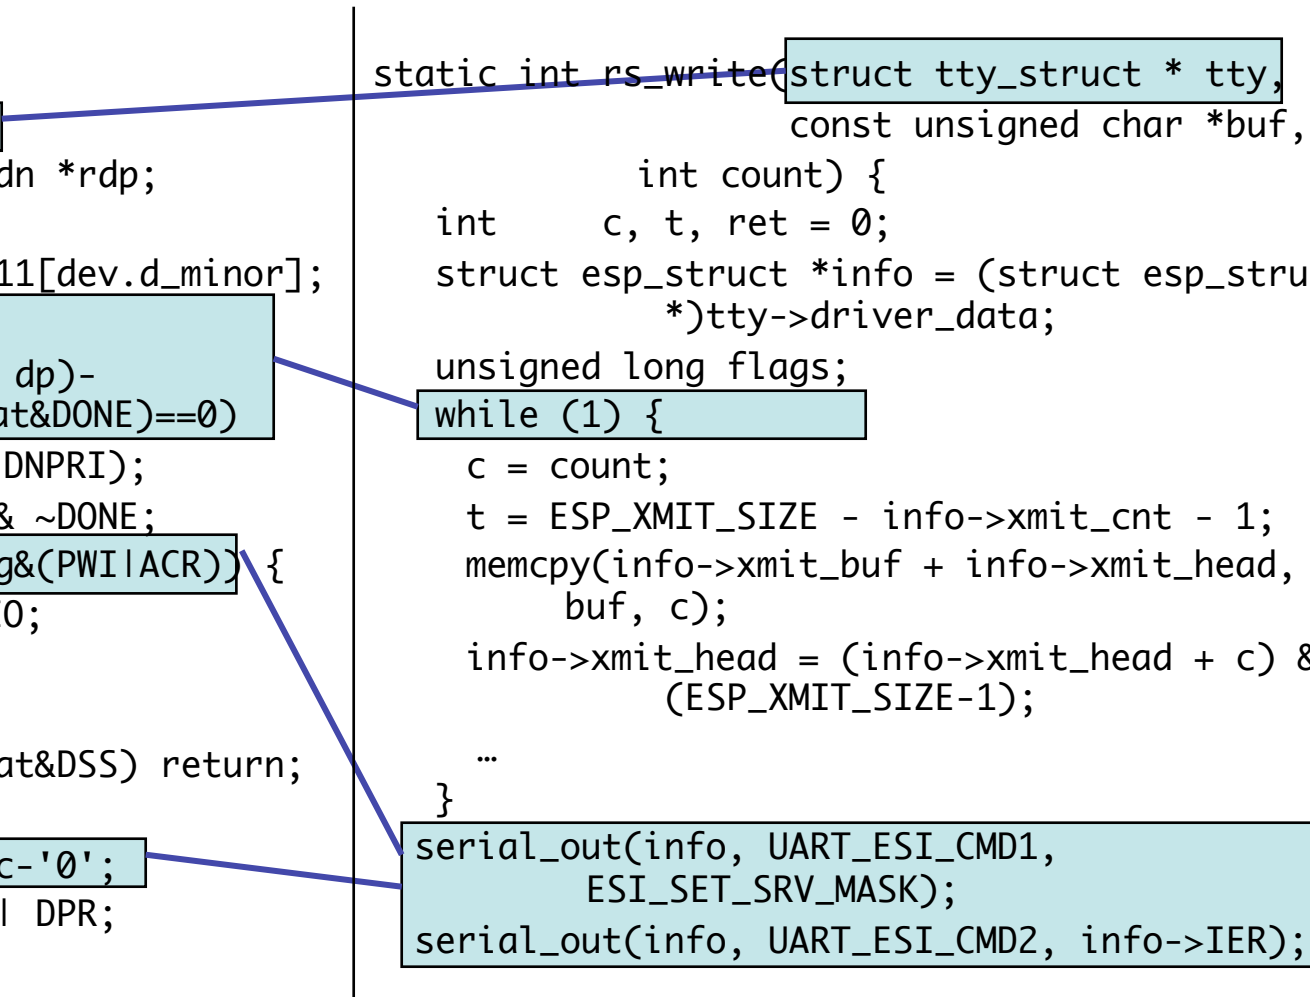 dn *rdp;
11[dev.d_minor];
dp)-
at&DONE)==0)
DNPRI);
& ~DONE;
g&(PWI|ACR)) {
EO;
at&DSS) return;
c-'0';
| DPR;
static int rs_write(struct tty_struct * tty,
const unsigned char *buf,
int count) {
int c, t, ret = 0;
struct esp_struct *info = (struct esp_stru
*)tty->driver_data;
unsigned long flags;
while (1) {
c = count;
t = ESP_XMIT_SIZE - info->xmit_cnt - 1;
memcpy(info->xmit_buf + info->xmit_head,
buf, c);
info->xmit_head = (info->xmit_head + c) &
(ESP_XMIT_SIZE-1);
…
}
serial_out(info, UART_ESI_CMD1,
ESI_SET_SRV_MASK);
serial_out(info, UART_ESI_CMD2, info->IER);